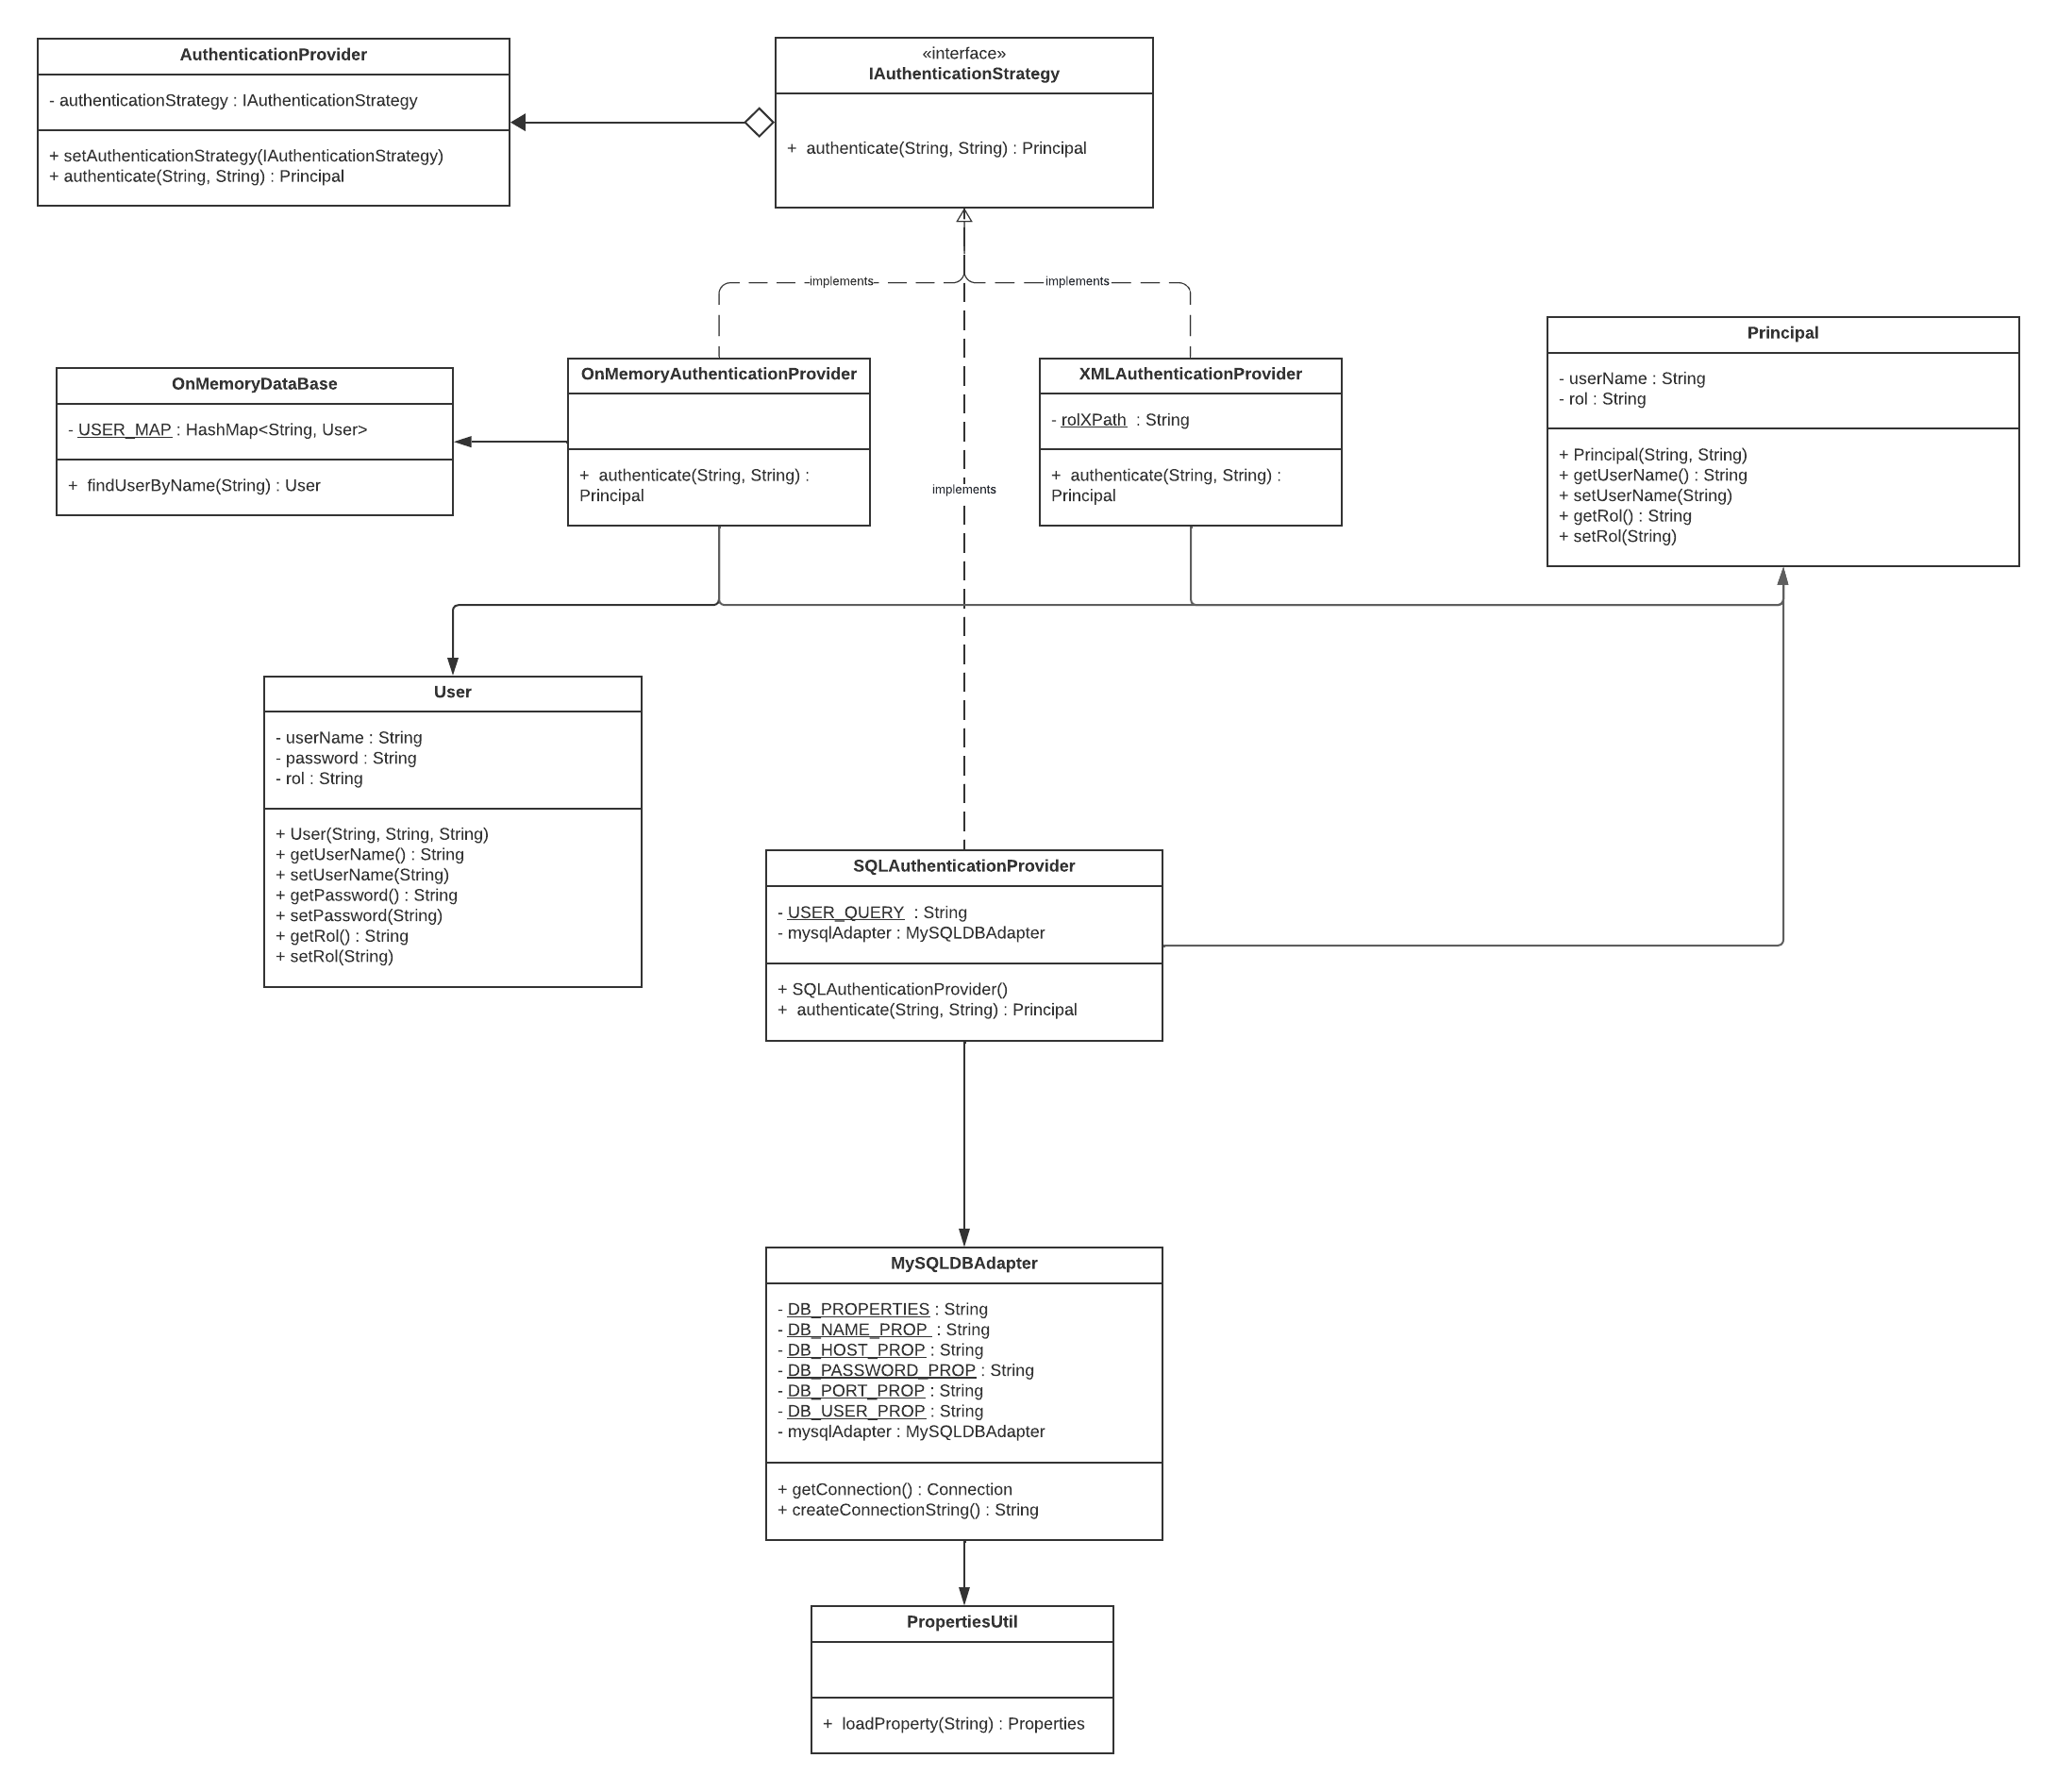 AuthenticationProvider
- authenticationStrategy : IAuthenticationStrategy
+ setAuthenticationStrategy(IAuthenticationStrategy)
+ authenticate(String, String) : Principal
«interface»
IAuthenticationStrategy
+  authenticate(String, String) : Principal
implements
implements
implements
OnMemoryDataBase
- USER_MAP : HashMap<String, User>
+  findUserByName(String) : User
OnMemoryAuthenticationProvider
+  authenticate(String, String) :
Principal
XMLAuthenticationProvider
- rolXPath  : String
+  authenticate(String, String) :
Principal
Principal
- userName : String
- rol : String
+ Principal(String, String)
+ getUserName() : String
+ setUserName(String)
+ getRol() : String
+ setRol(String)
User
- userName : String
- password : String
- rol : String
+ User(String, String, String)
+ getUserName() : String
+ setUserName(String)
+ getPassword() : String
+ setPassword(String)
+ getRol() : String
+ setRol(String)
SQLAuthenticationProvider
- USER_QUERY  : String
- mysqlAdapter : MySQLDBAdapter
+ SQLAuthenticationProvider()
+  authenticate(String, String) : Principal
MySQLDBAdapter
- DB_PROPERTIES : String
- DB_NAME_PROP  : String
- DB_HOST_PROP : String
- DB_PASSWORD_PROP : String
- DB_PORT_PROP : String
- DB_USER_PROP : String
- mysqlAdapter : MySQLDBAdapter
+ getConnection() : Connection
+ createConnectionString() : String
PropertiesUtil
+  loadProperty(String) : Properties